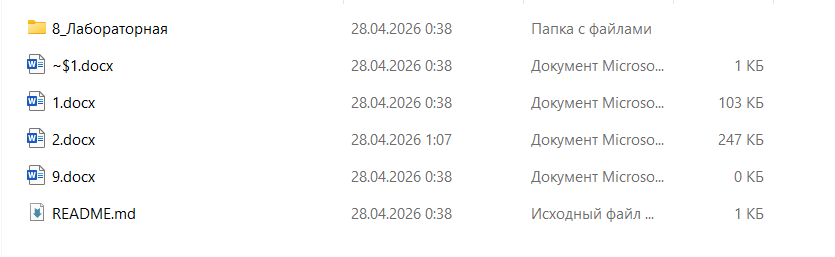 8_Лабораторная 28.04.2026 0:38 Папка с файлами
~$1.docx 28.04.2026 0:38 Документ Microso... 1 КБ
1.docx 28.04.2026 0:38 Документ Microso... 103 КБ
2.docx 28.04.2026 1:07 Документ Microso... 247 КБ
9.docx 28.04.2026 0:38 Документ Microso... 0 КБ
README.md 28.04.2026 0:38 Исходный файл ... 1 КБ